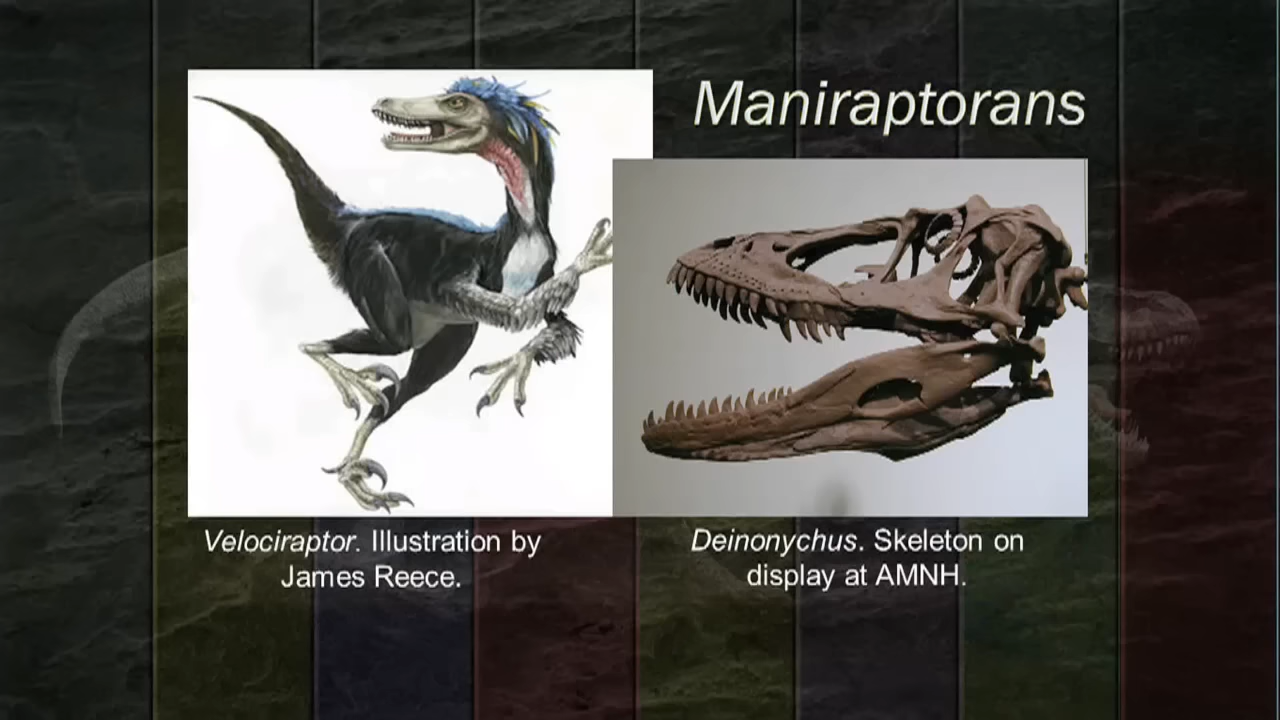 Maniraptorans
Velociraptor. Illustration by
James Reece.
Deinonychus. Skeleton on
display at AMNH.